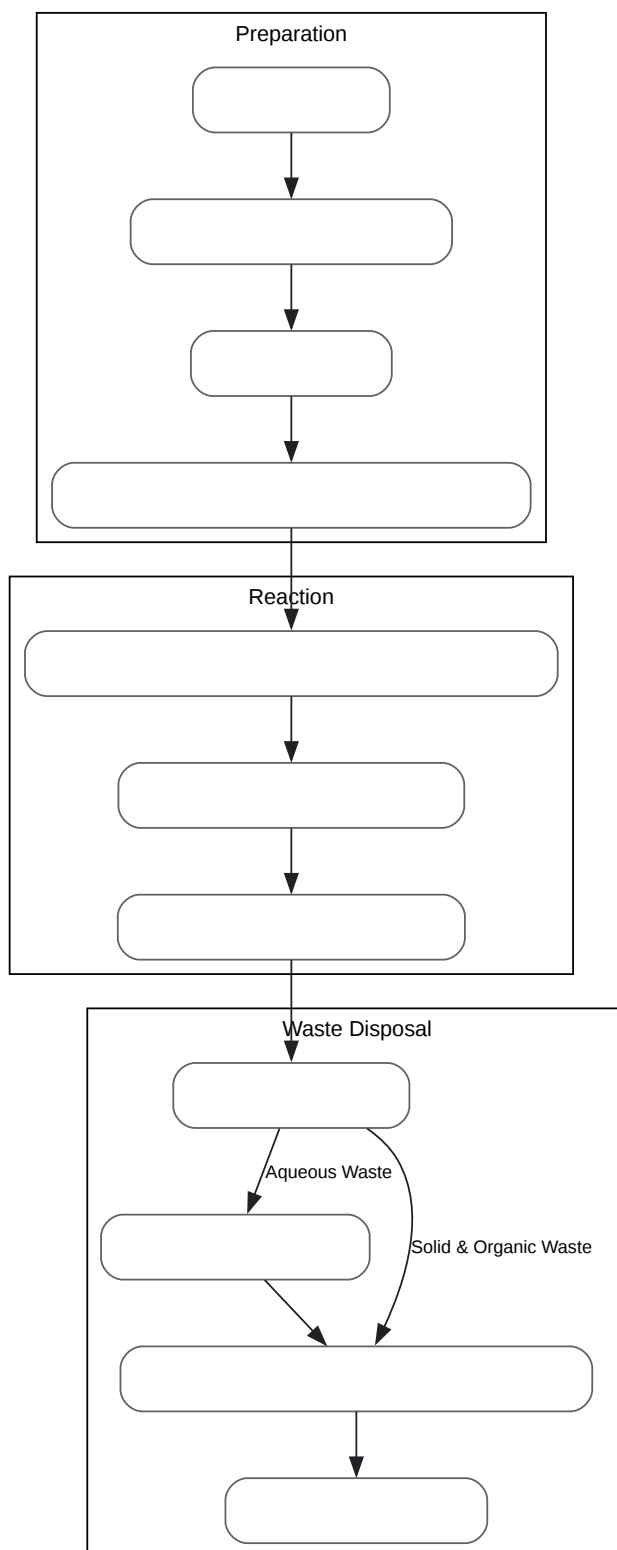 Preparation
Reaction
Waste Disposal
Aqueous Waste
Solid & Organic Waste